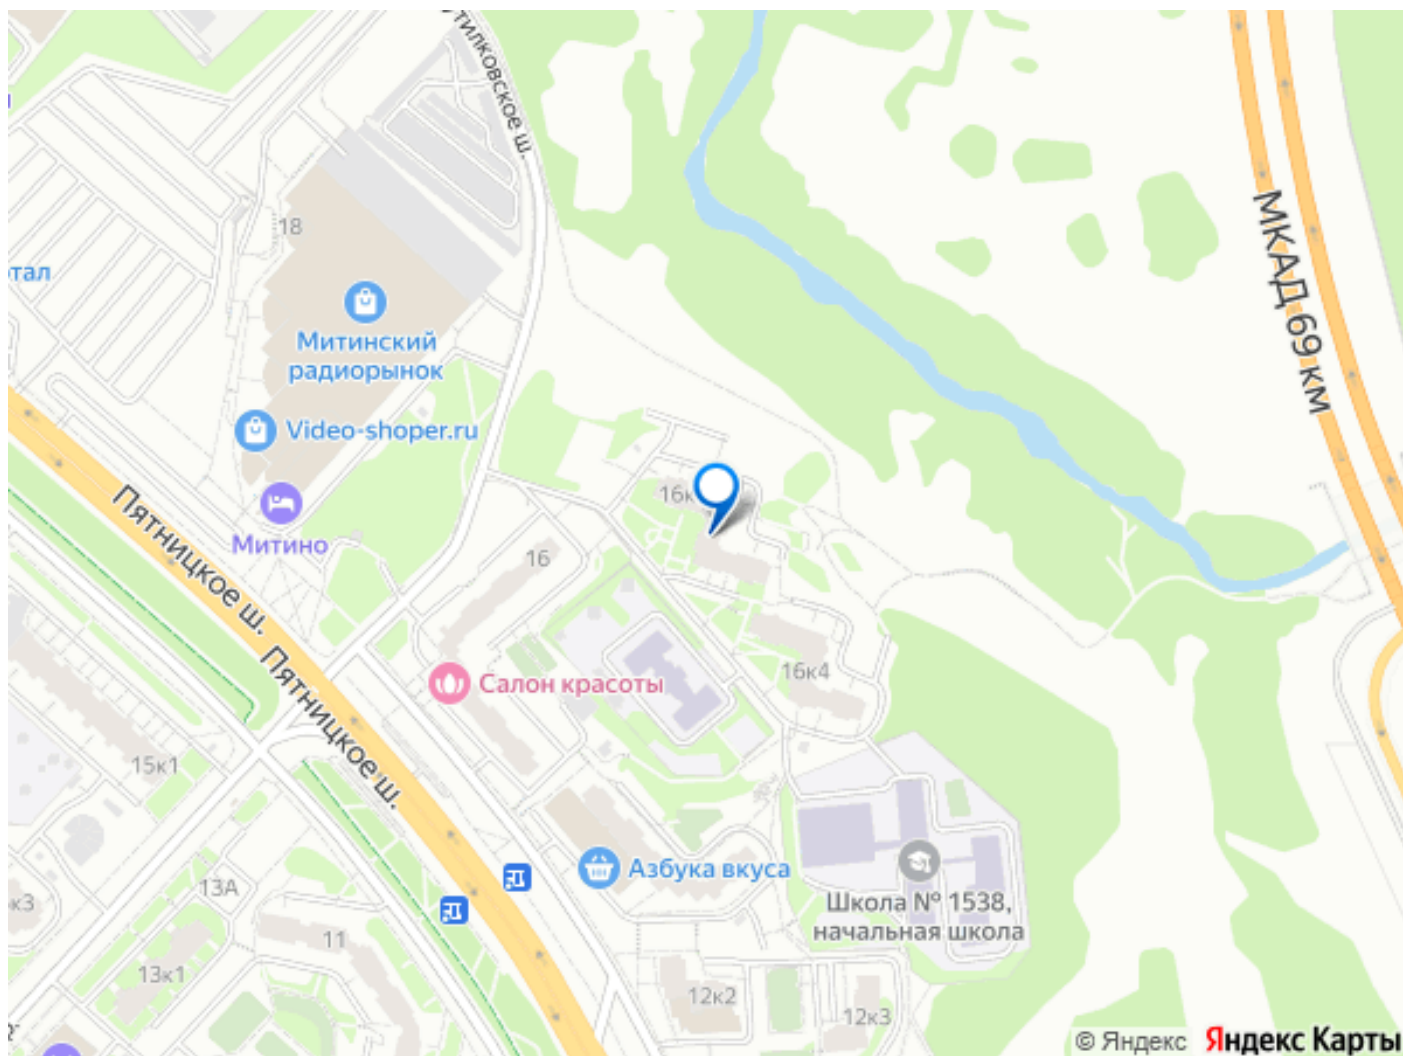 тилковское ш.
МКАД 69 км
18
тал
Митинский
радиорынок
Video-shoper.ru
Митино
Пятницкое ш.
Пятницкое ш.
16к
16
16к4
Салон красоты
15к1
Азбука вкуса
Школа № 1538,
начальная школа
13А
к3
11
13к1
12к2
12к3
© Яндекс Яндекс Карты